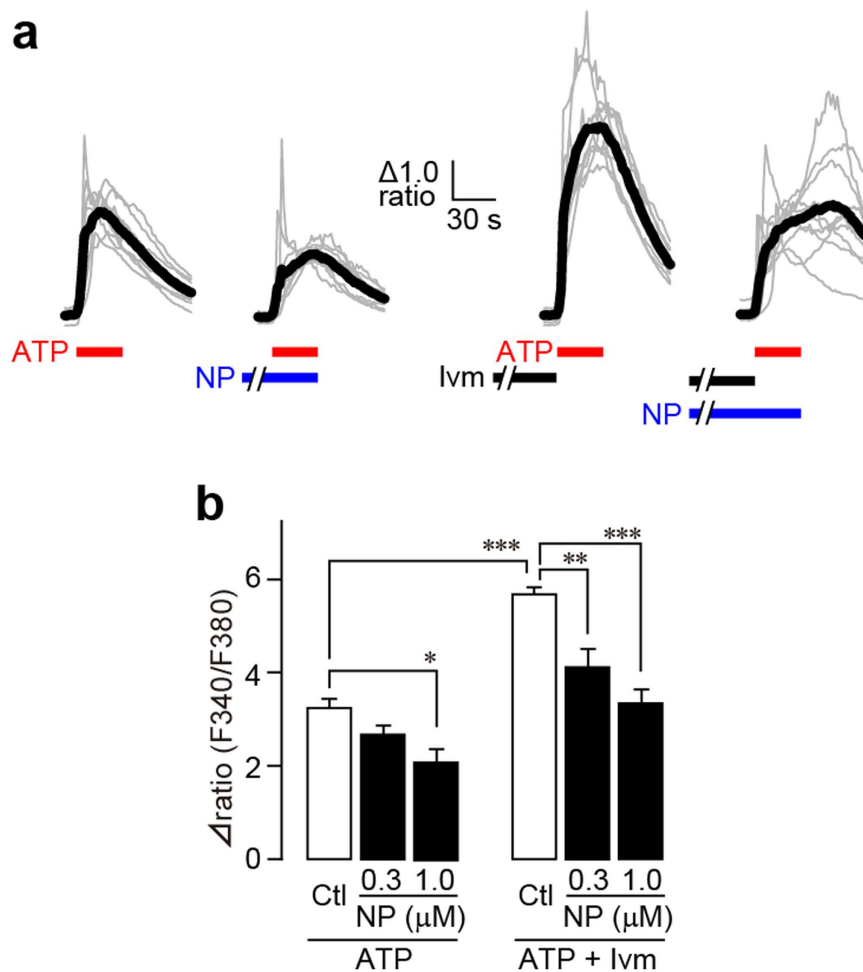 a
Δ1.0
ratio
30 s
ATP
NP
ATP
Ivm
NP
b
***
***
**
*
Δratio (F340/F380)
6
4
2
0
Ctl
0.3 1.0
NP (μM)
ATP
Ctl
0.3 1.0
NP (μM)
ATP + Ivm